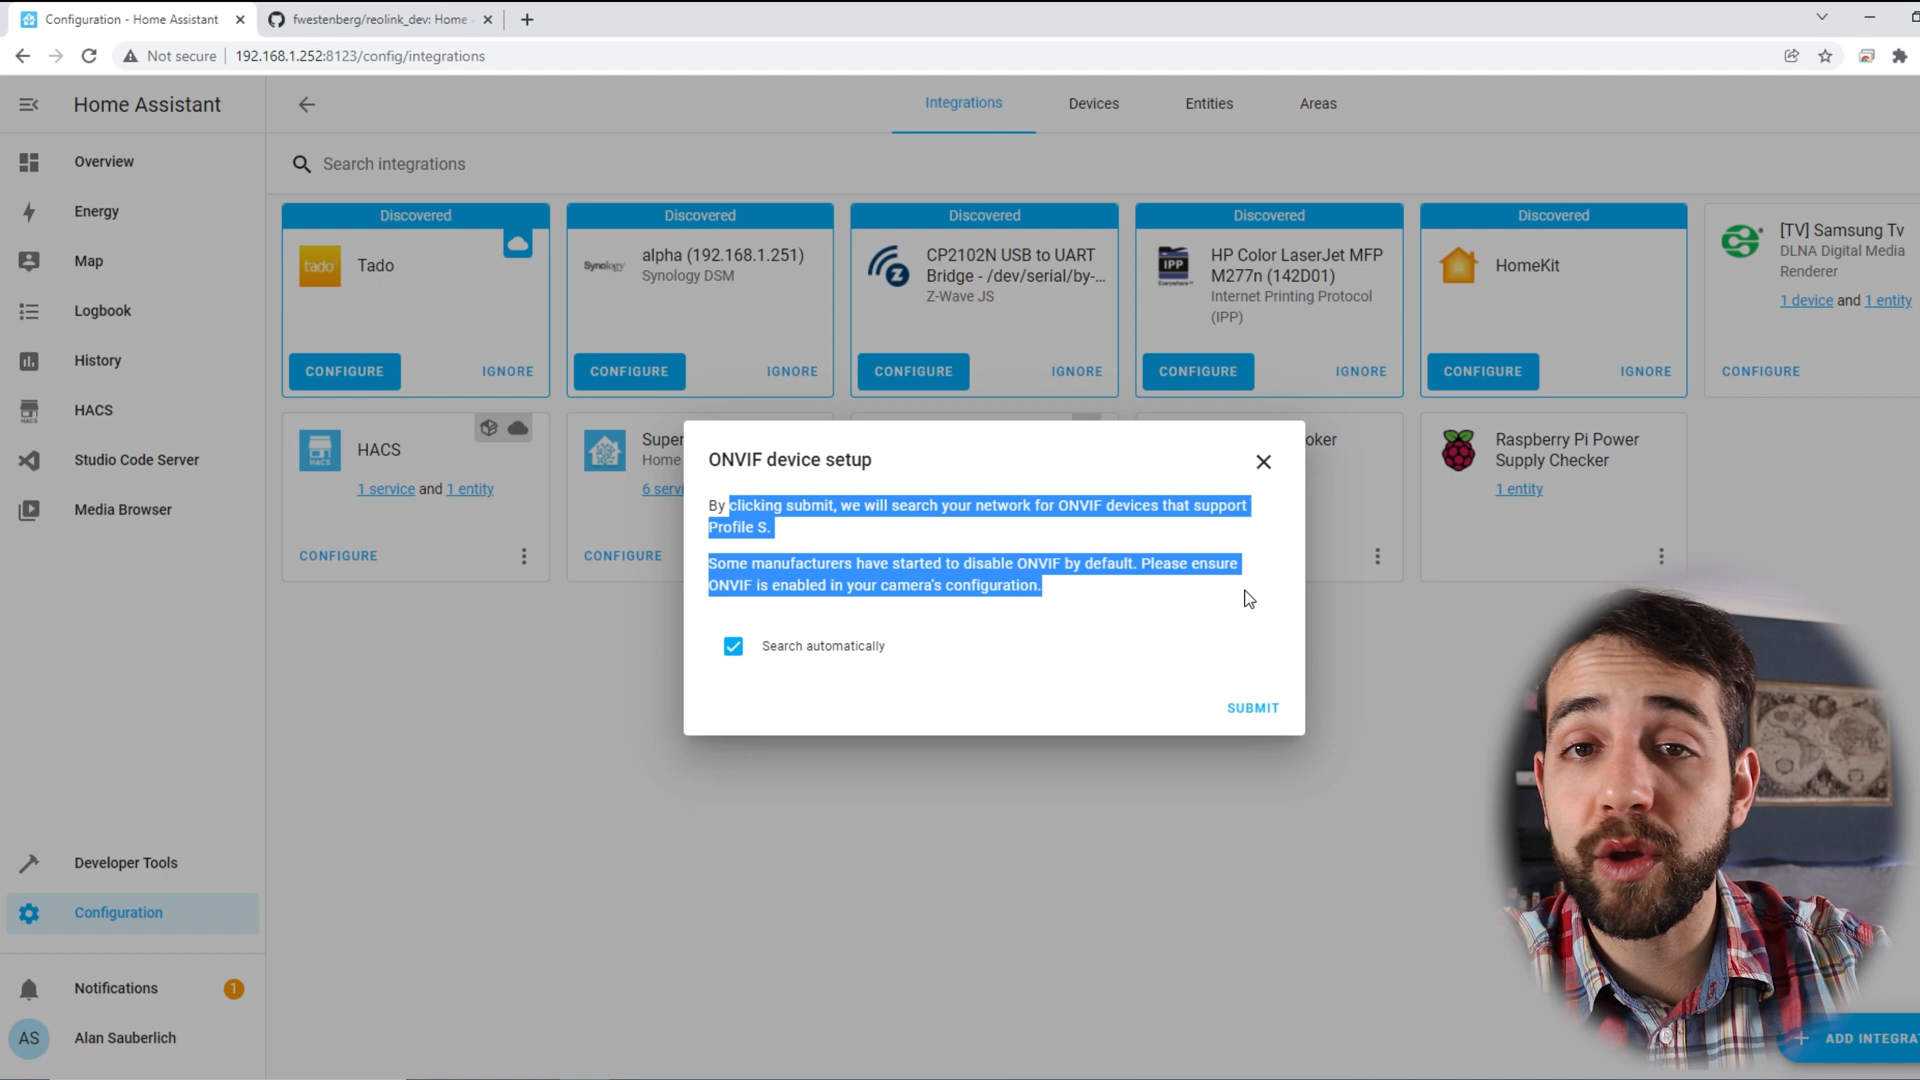 Configuration - Home Assistant
fwestenberg/reolink_dev: Home
Not secure
192.168.1.252:8123/config/integrations
Home Assistant
Integrations
Devices
Entities
Areas
Search integrations
Overview
Energy
Map
Logbook
History
HACS
Studio Code Server
Media Browser
Developer Tools
Configuration
Notifications
1
AS
Alan Sauberlich
Discovered
tado
Tado
CONFIGURE
IGNORE
Discovered
Synology
alpha (192.168.1.251)
Synology DSM
CONFIGURE
IGNORE
Discovered
CP2102N USB to UART
Bridge - /dev/serial/by-...
Z-Wave JS
CONFIGURE
IGNORE
Discovered
IPP
Everywhere
HP Color LaserJet MFP
M277n (142D01)
Internet Printing Protocol
(IPP)
CONFIGURE
IGNORE
Discovered
HomeKit
CONFIGURE
IGNORE
[TV] Samsung Tv
DLNA Digital Media
Renderer
1 device and 1 entity
CONFIGURE
HACS
HACS
1 service and 1 entity
CONFIGURE
Super
Home
6 servi
CONFIGURE
oker
Raspberry Pi Power
Supply Checker
1 entity
ONVIF device setup
By clicking submit, we will search your network for ONVIF devices that support
Profile S.
Some manufacturers have started to disable ONVIF by default. Please ensure
ONVIF is enabled in your camera's configuration.
Search automatically
SUBMIT
ADD INTEGRA